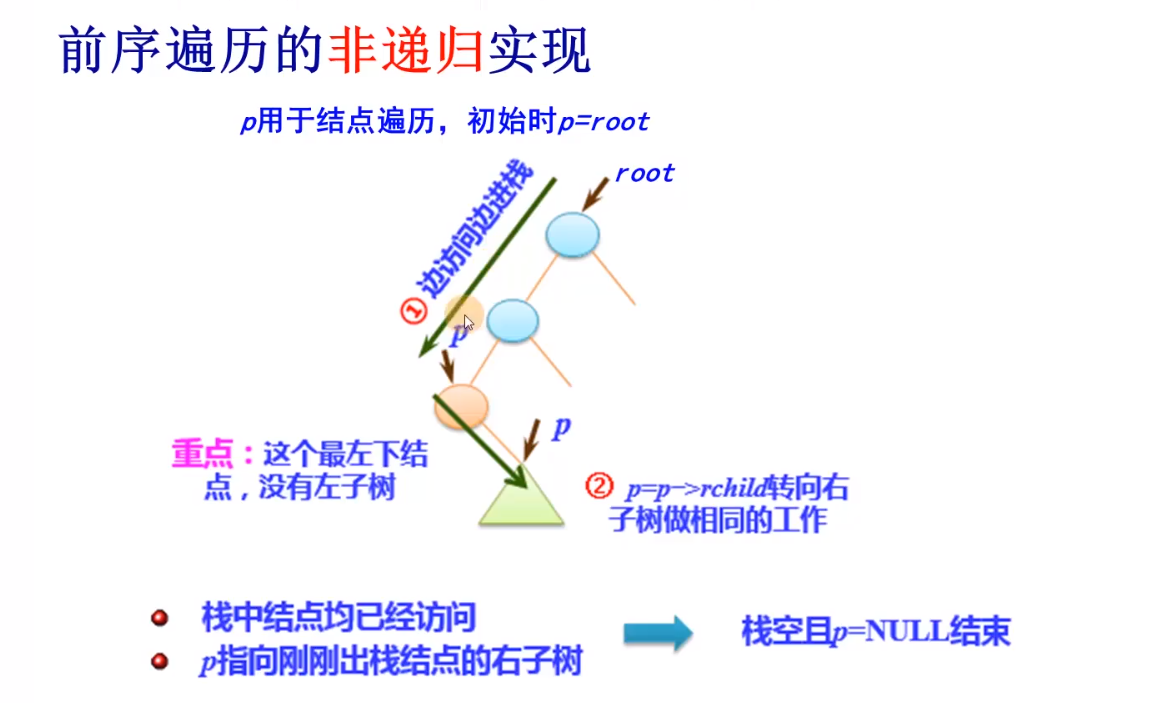 前序遍历的非递归实现
p用于结点遍历，初始时p=root
root
① 边访问边进栈
p
p
重点：这个最左下结
点，没有左子树
② p=p->rchild转向右
子树做相同的工作
栈中结点均已经访问
p指向刚刚出栈结点的右子树
栈空且p=NULL结束